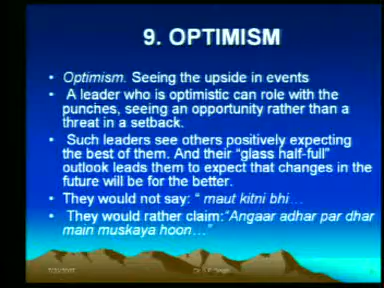 9. OPTIMISM
• Optimism. Seeing the upside in events
• A leader who is optimistic can role with the
punches, seeing an opportunity rather than a
threat in a setback.
• Such leaders see others positively expecting
the best of them. And their “glass half-full”
outlook leads them to expect that changes in the
future will be for the better.
• They would not say: “ maut kitni bhi…
• They would rather claim:“Angaar adhar par dhar
main muskaya hoon…”